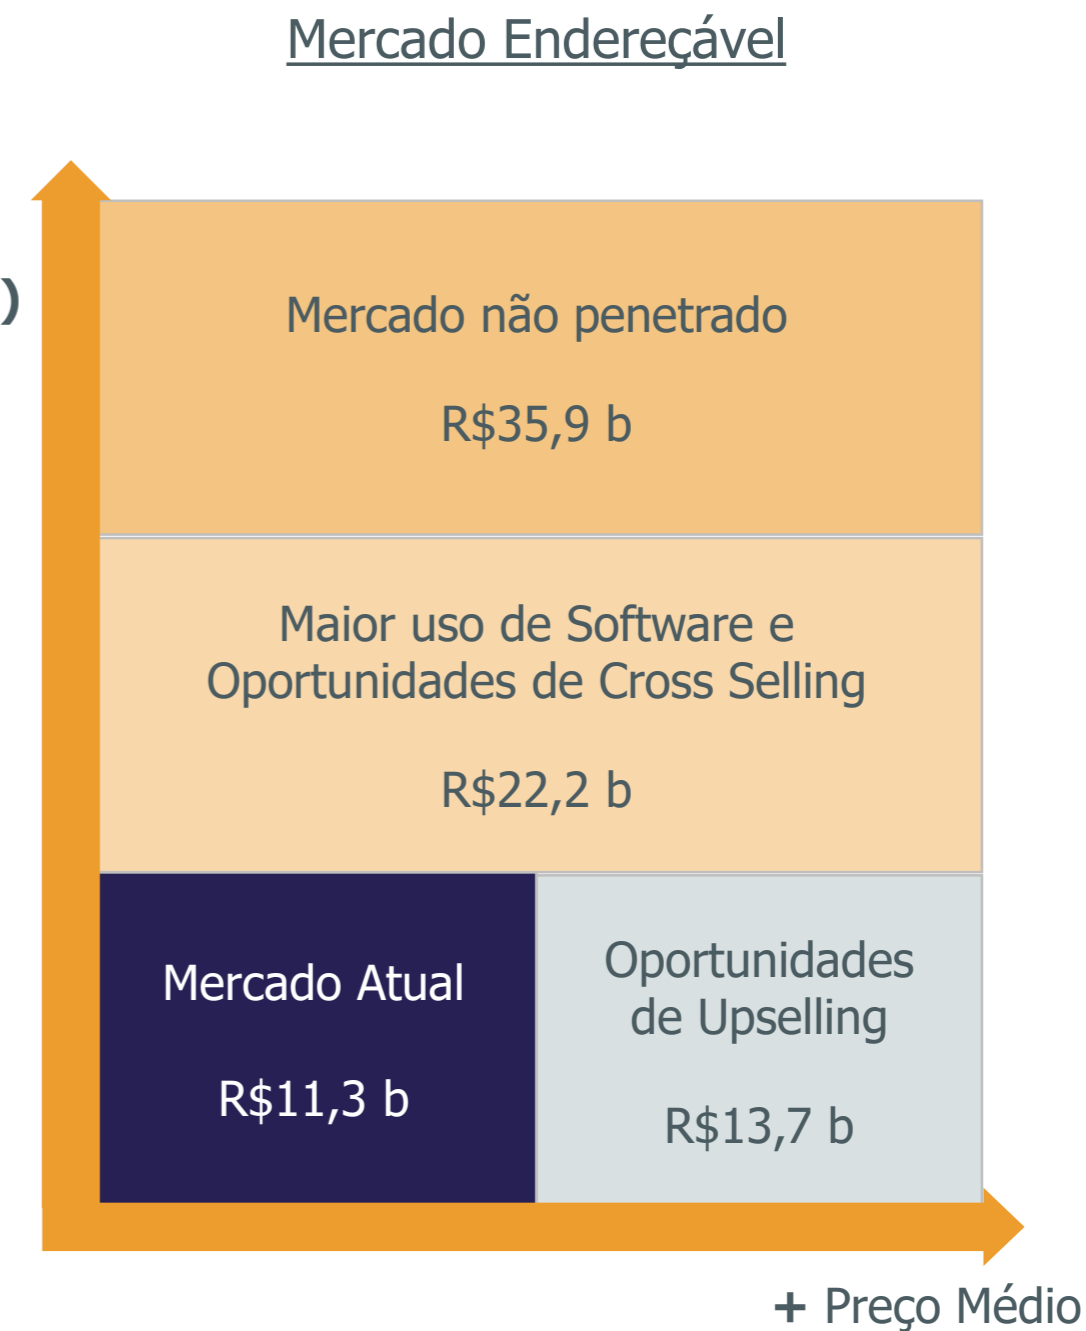 Mercado Endereçável
)
Mercado não penetrado
R$35,9 b
Maior uso de Software e
Oportunidades de Cross Selling
R$22,2 b
Mercado Atual
R$11,3 b
Oportunidades
de Upselling
R$13,7 b
+ Preço Médio